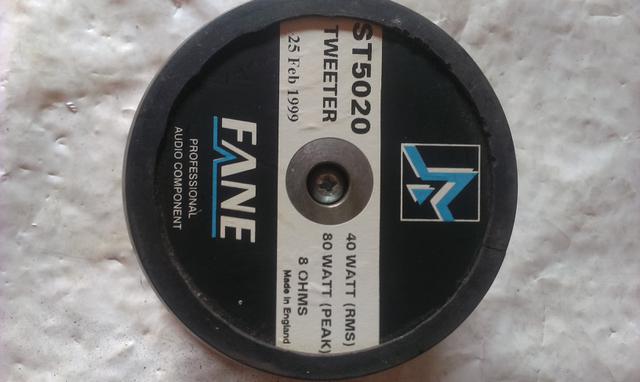 ST5020
TWEETER
25 Feb 1999
40 WATT (RMS)
80 WATT (PEAK)
8 OHMS
Made in England
FANE
PROFESSIONAL
AUDIO COMPONENT